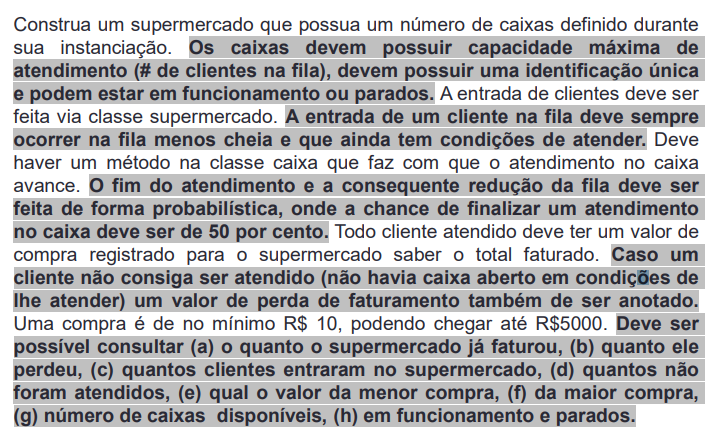 Construa um supermercado que possua um número de caixas definido durante
sua instanciação. Os caixas devem possuir capacidade máxima de
atendimento (# de clientes na fila), devem possuir uma identificação única
e podem estar em funcionamento ou parados. A entrada de clientes deve ser
feita via classe supermercado. A entrada de um cliente na fila deve sempre
ocorrer na fila menos cheia e que ainda tem condições de atender. Deve
haver um método na classe caixa que faz com que o atendimento no caixa
avance. O fim do atendimento e a consequente redução da fila deve ser
feita de forma probabilística, onde a chance de finalizar um atendimento
no caixa deve ser de 50 por cento. Todo cliente atendido deve ter um valor de
compra registrado para o supermercado saber o total faturado. Caso um
cliente não consiga ser atendido (não havia caixa aberto em condições de
lhe atender) um valor de perda de faturamento também de ser anotado.
Uma compra é de no mínimo R$ 10, podendo chegar até R$5000. Deve ser
possível consultar (a) o quanto o supermercado já faturou, (b) quanto ele
perdeu, (c) quantos clientes entraram no supermercado, (d) quantos não
foram atendidos, (e) qual o valor da menor compra, (f) da maior compra,
(g) número de caixas disponíveis, (h) em funcionamento e parados.